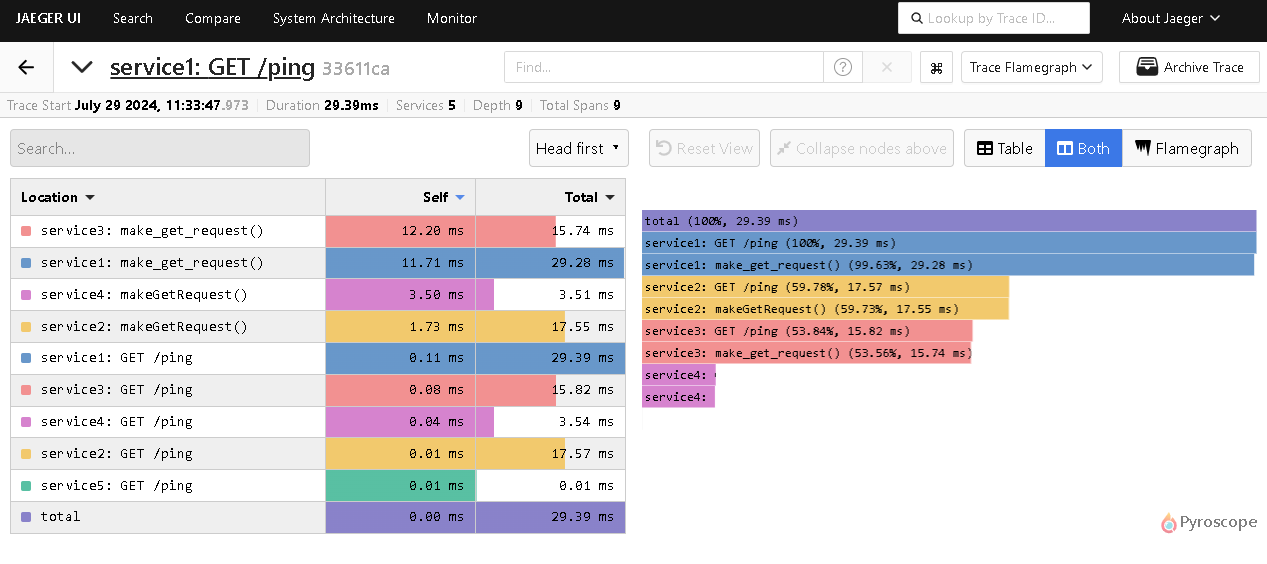 JAEGER UI Search Compare System Architecture Monitor Lookup by Trace ID... About Jaeger
service1: GET /ping 33611ca Find... Trace Flamegraph Archive Trace
Trace Start July 29 2024, 11:33:47.973 Duration 29.39ms Services 5 Depth 9 Total Spans 9
Search... Head first Reset View Collapse nodes above Table Both Flamegraph
Location Self Total
service3: make_get_request() 12.20 ms 15.74 ms
service1: make_get_request() 11.71 ms 29.28 ms
service4: makeGetRequest() 3.50 ms 3.51 ms
service2: makeGetRequest() 1.73 ms 17.55 ms
service1: GET /ping 0.11 ms 29.39 ms
service3: GET /ping 0.08 ms 15.82 ms
service4: GET /ping 0.04 ms 3.54 ms
service2: GET /ping 0.01 ms 17.57 ms
service5: GET /ping 0.01 ms 0.01 ms
total 0.00 ms 29.39 ms
total (100%, 29.39 ms)
service1: GET /ping (100%, 29.39 ms)
service1: make_get_request() (99.63%, 29.28 ms)
service2: GET /ping (59.78%, 17.57 ms)
service2: makeGetRequest() (59.73%, 17.55 ms)
service3: GET /ping (53.84%, 15.82 ms)
service3: make_get_request() (53.56%, 15.74 ms)
service4:
service4:
Pyroscope